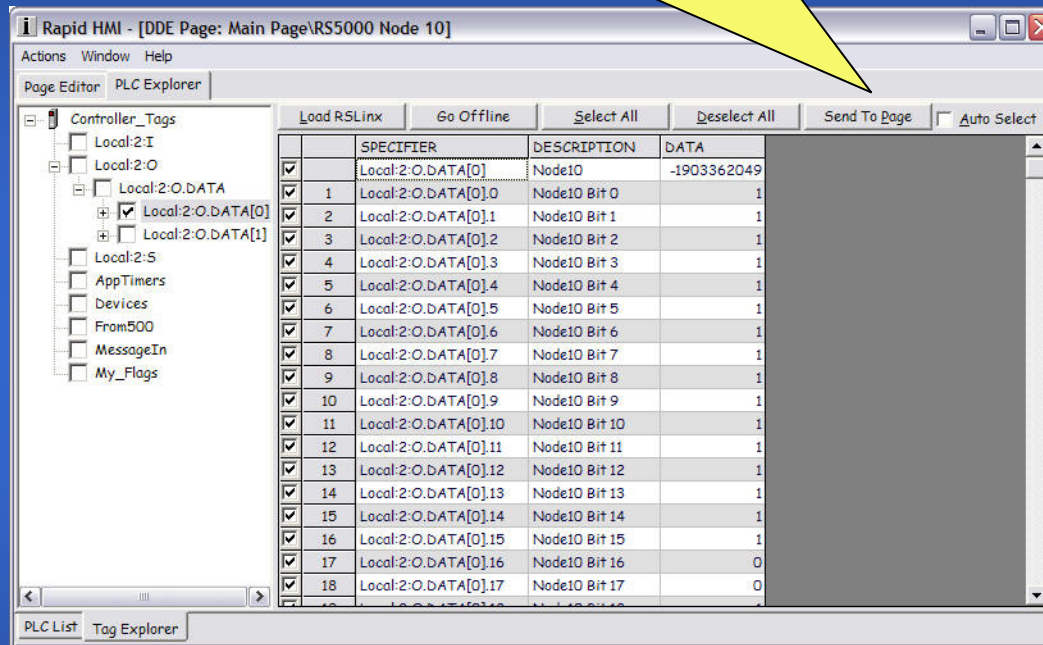 Rapid HMI - [DDE Page: Main Page\RS5000 Node 10]
Actions Window Help
Page Editor PLC Explorer
Controller_Tags
Local:2:I
Local:2:O
Local:2:O.DATA
Local:2:O.DATA[0]
Local:2:O.DATA[1]
Local:2:S
AppTimers
Devices
From500
MessageIn
My_Flags
Load RSLinx Go Offline Select All Deselect All Send To Page Auto Select
SPECIFIER DESCRIPTION DATA
Local:2:O.DATA[0] Node10 -1903362049
1 Local:2:O.DATA[0].0 Node10 Bit 0 1
2 Local:2:O.DATA[0].1 Node10 Bit 1 1
3 Local:2:O.DATA[0].2 Node10 Bit 2 1
4 Local:2:O.DATA[0].3 Node10 Bit 3 1
5 Local:2:O.DATA[0].4 Node10 Bit 4 1
6 Local:2:O.DATA[0].5 Node10 Bit 5 1
7 Local:2:O.DATA[0].6 Node10 Bit 6 1
8 Local:2:O.DATA[0].7 Node10 Bit 7 1
9 Local:2:O.DATA[0].8 Node10 Bit 8 1
10 Local:2:O.DATA[0].9 Node10 Bit 9 1
11 Local:2:O.DATA[0].10 Node10 Bit 10 1
12 Local:2:O.DATA[0].11 Node10 Bit 11 1
13 Local:2:O.DATA[0].12 Node10 Bit 12 1
14 Local:2:O.DATA[0].13 Node10 Bit 13 1
15 Local:2:O.DATA[0].14 Node10 Bit 14 1
16 Local:2:O.DATA[0].15 Node10 Bit 15 1
17 Local:2:O.DATA[0].16 Node10 Bit 16 0
18 Local:2:O.DATA[0].17 Node10 Bit 17 0
PLC List Tag Explorer